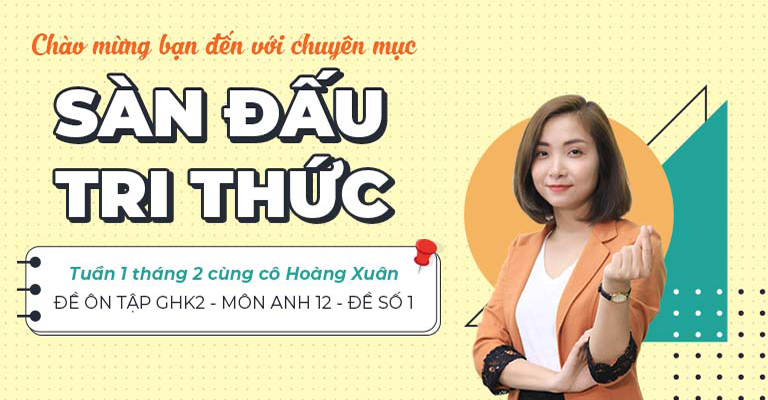 Chào mừng bạn đến với chuyên mục
SÀN ĐẤU
TRI THỨC
Tuần 1 tháng 2 cùng cô Hoàng Xuân
ĐỀ ÔN TẬP GHK2 - MÔN ANH 12 - ĐỀ SỐ 1